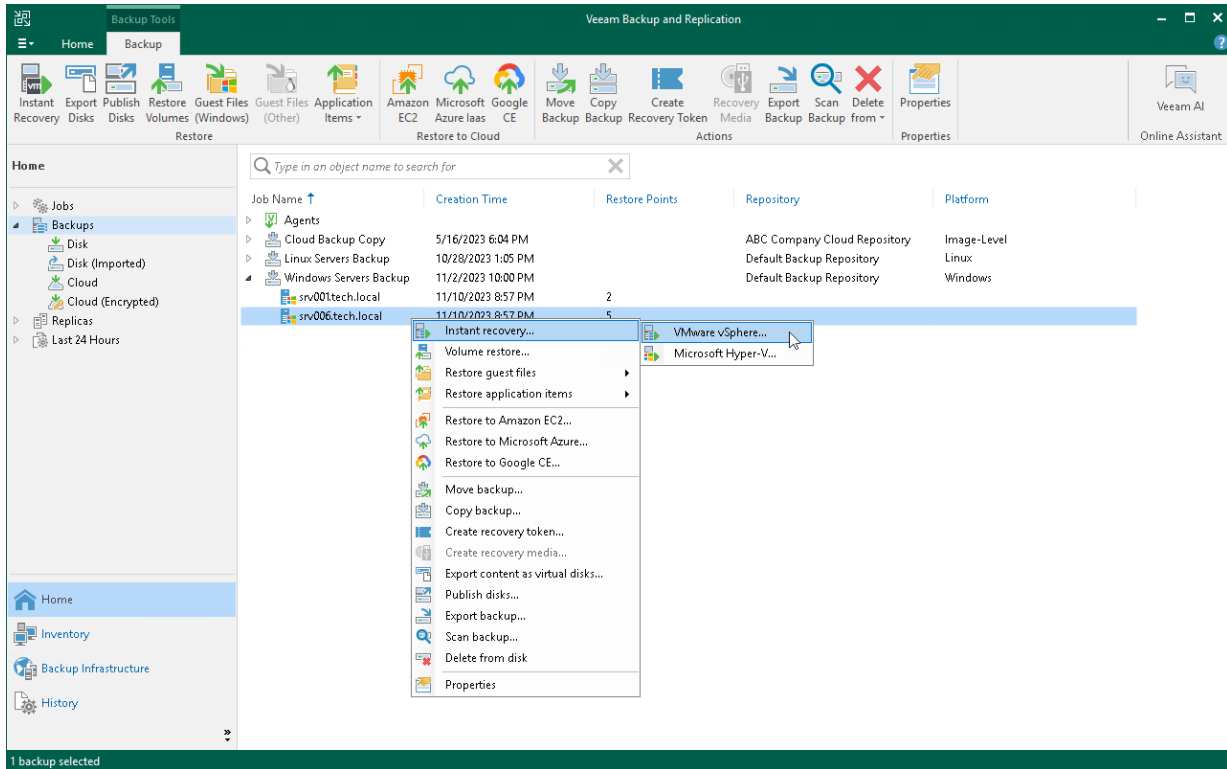 Backup Tools
Veeam Backup and Replication
Home Backup
Instant Recovery
Export Disks
Publish Disks
Restore Volumes
Guest Files (Windows)
Guest Files (Other)
Application Items
Amazon EC2
Microsoft Azure Iaas
Google CE
Move Backup
Copy Backup
Create Recovery Token
Recovery Media
Export Backup
Scan Backup
Delete from
Properties
Veeam AI
Restore
Restore to Cloud
Actions
Properties
Online Assistant
Home
Jobs
Backups
Disk
Disk (Imported)
Cloud
Cloud (Encrypted)
Replicas
Last 24 Hours
Type in an object name to search for
Job Name Creation Time Restore Points Repository Platform
Agents
Cloud Backup Copy 5/16/2023 6:04 PM ABC Company Cloud Repository Image-Level
Linux Servers Backup 10/28/2023 1:05 PM Default Backup Repository Linux
Windows Servers Backup 11/2/2023 10:00 PM Default Backup Repository Windows
srv001.tech.local 11/10/2023 8:57 PM 2
srv006.tech.local 11/10/2023 8:57 PM 5
Instant recovery...
Volume restore...
Restore guest files
Restore application items
Restore to Amazon EC2...
Restore to Microsoft Azure...
Restore to Google CE...
Move backup...
Copy backup...
Create recovery token...
Create recovery media...
Export content as virtual disks...
Publish disks...
Export backup...
Scan backup...
Delete from disk
Properties
VMware vSphere...
Microsoft Hyper-V...
Home
Inventory
Backup Infrastructure
History
1 backup selected